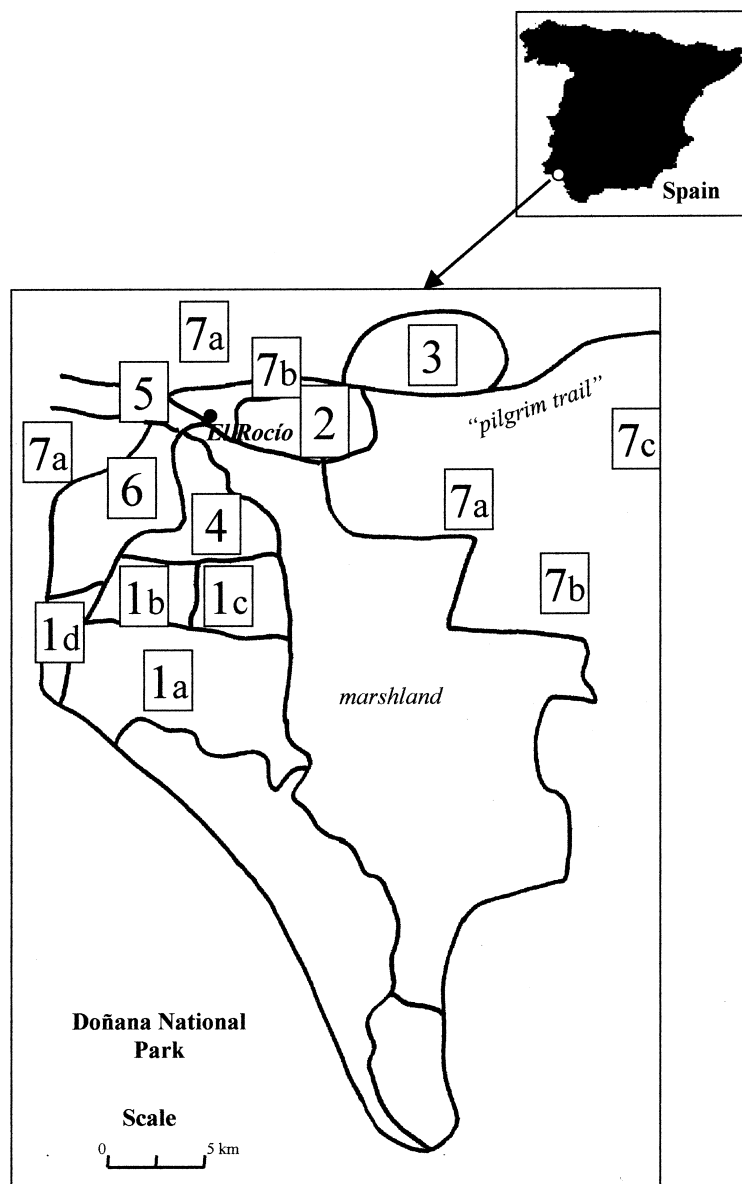 Spain
7a
3
7b
5
"pilgrim trail"
El Rocío
2
7c
7a
6
7a
4
7b
1b
1c
1d
1a
marshland
Doñana National
Park
Scale
0
5 km